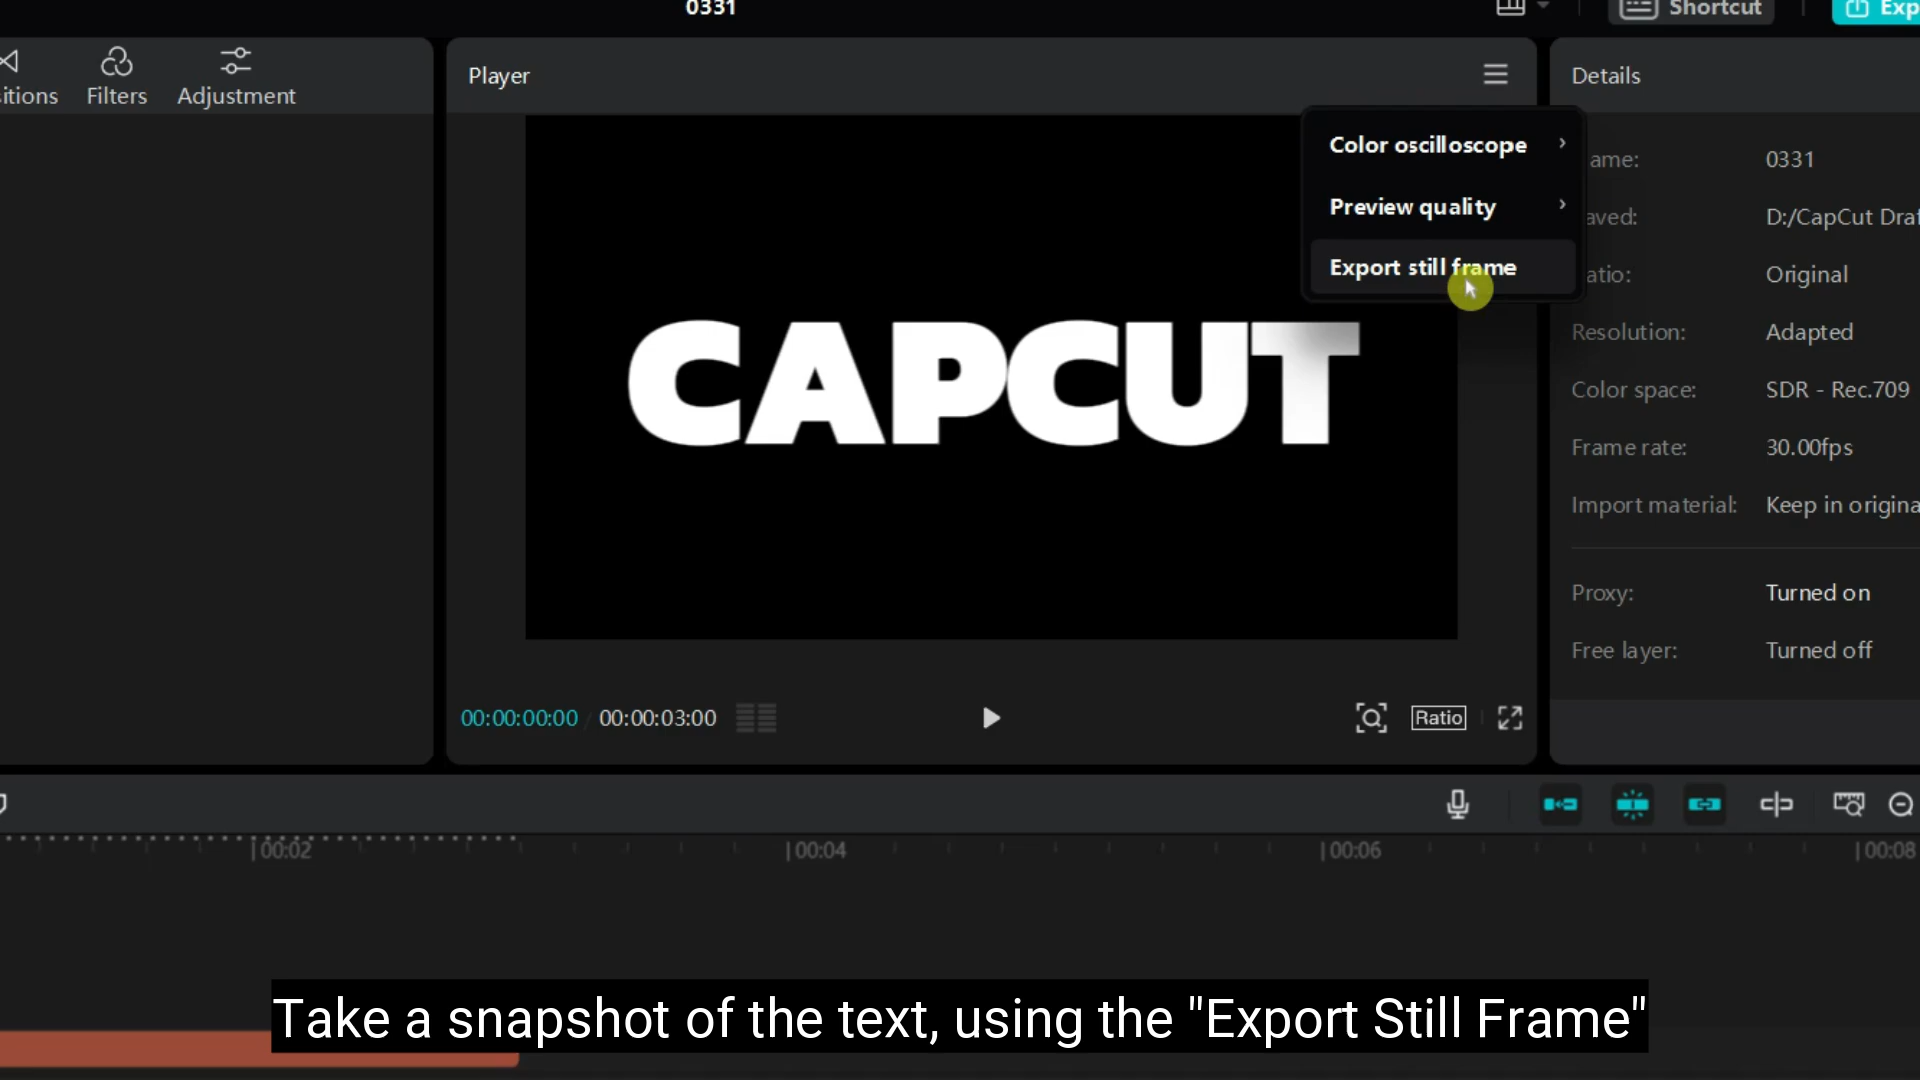 0331
Shortcut
Exp
itions
Filters
Adjustment
Player
Details
Color oscilloscope
Preview quality
Export still frame
CAPCUT
ame:
0331
aved:
D:/CapCut Draf
atio:
Original
Resolution:
Adapted
Color space:
SDR - Rec.709
Frame rate:
30.00fps
Import material:
Keep in origina
Proxy:
Turned on
Free layer:
Turned off
00:00:00:00 / 00:00:03:00
Ratio
00:02
00:04
00:06
00:08
Take a snapshot of the text, using the "Export Still Frame"